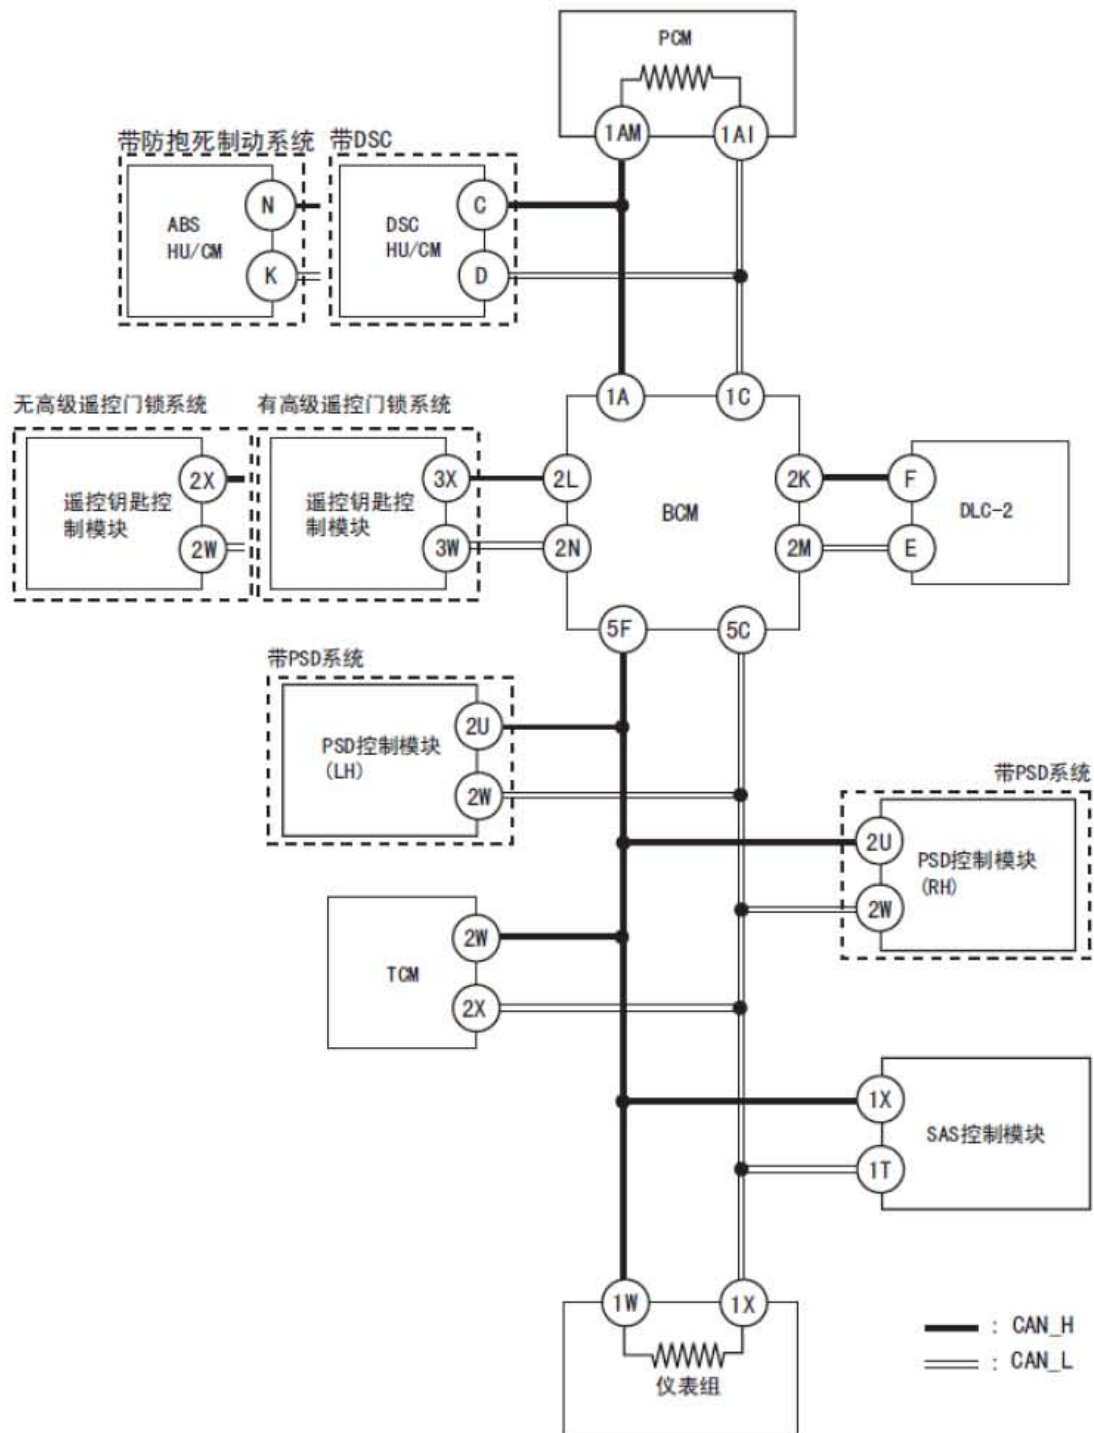 PCM
1AM
1AI
带防抱死制动系统
带DSC
N
ABS
HU/CM
K
C
DSC
HU/CM
D
1A
1C
无高级遥控门锁系统
有高级遥控门锁系统
2X
遥控钥匙控
制模块
2W
3X
遥控钥匙控
制模块
3W
2L
2N
BCM
2K
2M
F
E
DLC-2
5F
5C
带PSD系统
2U
PSD控制模块
(LH)
2W
带PSD系统
2U
PSD控制模块
(RH)
2W
2W
TCM
2X
1X
SAS控制模块
1T
1W
1X
仪表组
: CAN_H
: CAN_L